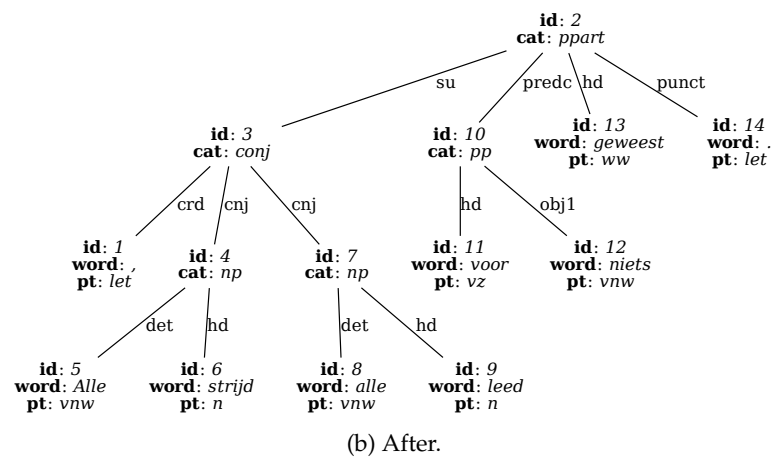 id: 2
cat: ppart
su
predc
hd
punct
id: 3
cat: conj
id: 10
cat: pp
id: 13
word: geweest
pt: ww
id: 14
word: .
pt: let
crd
cnj
cnj
hd
obj1
id: 1
word: ,
pt: let
id: 4
cat: np
id: 7
cat: np
id: 11
word: voor
pt: vz
id: 12
word: niets
pt: vnw
det
hd
det
hd
id: 5
word: Alle
pt: vnw
id: 6
word: strijd
pt: n
id: 8
word: alle
pt: vnw
id: 9
word: leed
pt: n
(b) After.